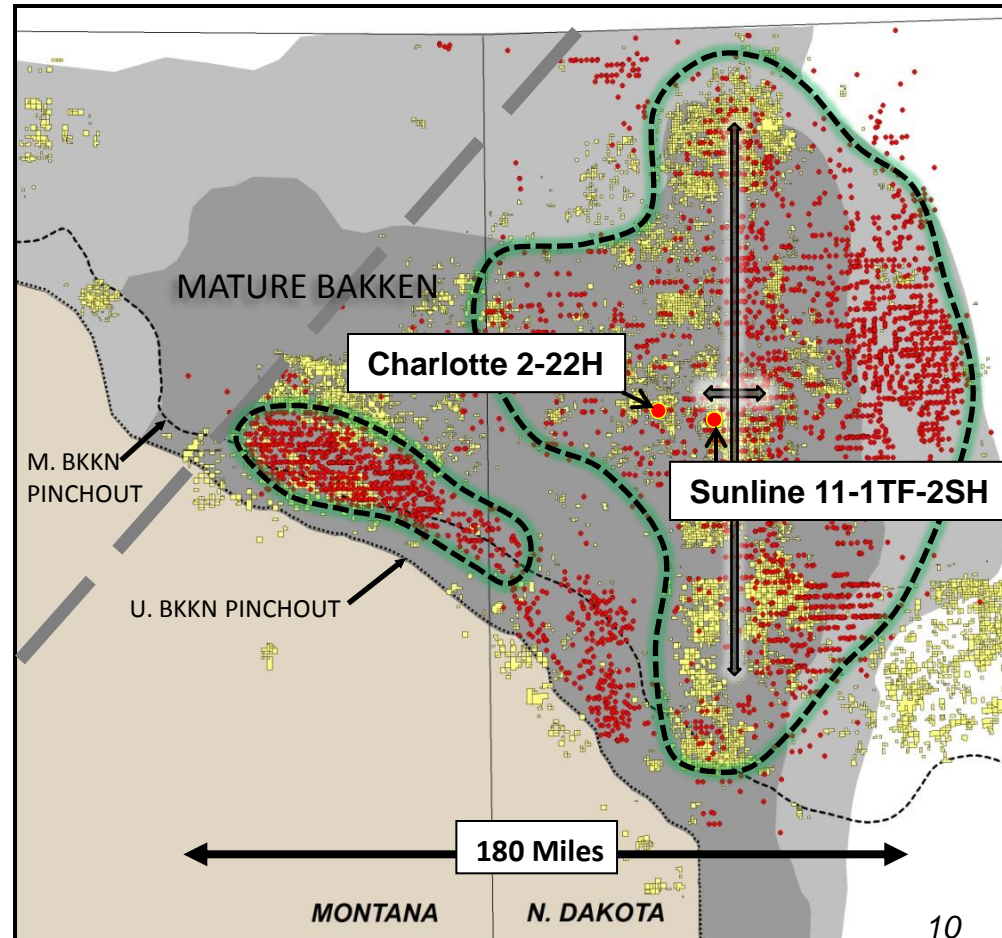 MATURE BAKKEN
Charlotte 2-22H
Sunline 11-1TF-2SH
M. BKKN
PINCHOUT
U. BKKN PINCHOUT
180 Miles
MONTANA
N. DAKOTA
10